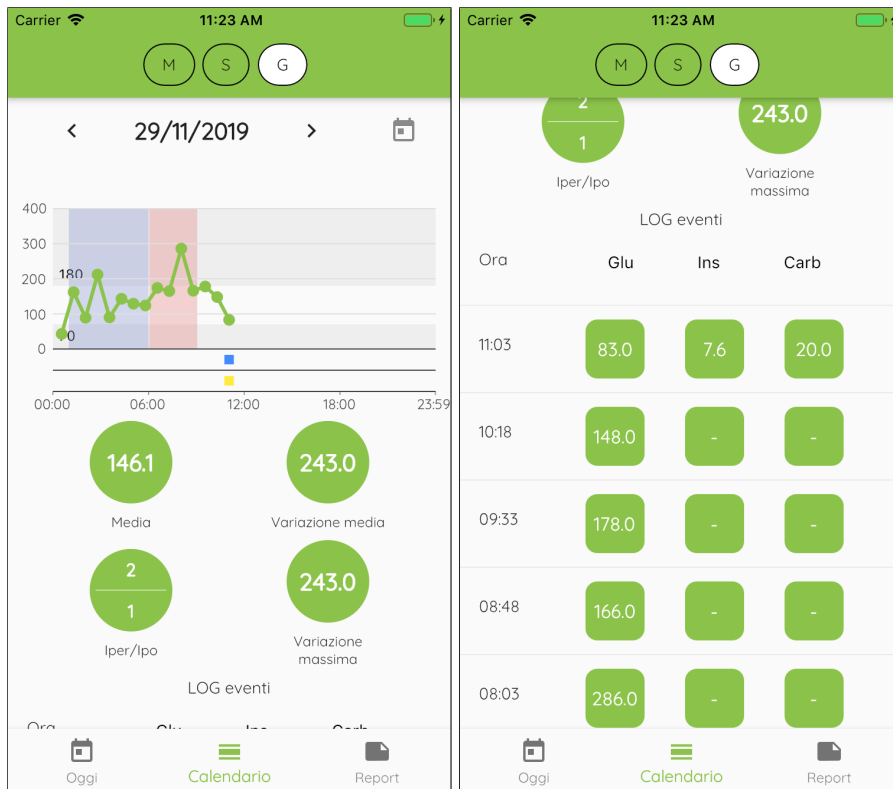 Carrier 11:23 AM
M S G
29/11/2019
400
300
180
200
100
70
0
00:00 06:00 12:00 18:00 23:59
146.1 243.0
Media Variazione media
2
1
243.0
Iper/Ipo
Variazione
massima
LOG eventi
Ora Glu Ins Carb
Oggi Calendario Report
Carrier 11:23 AM
M S G
2
1
243.0
Iper/Ipo
Variazione
massima
LOG eventi
Ora Glu Ins Carb
11:03 83.0 7.6 20.0
10:18 148.0 - -
09:33 178.0 - -
08:48 166.0 - -
08:03 286.0 - -
Oggi Calendario Report